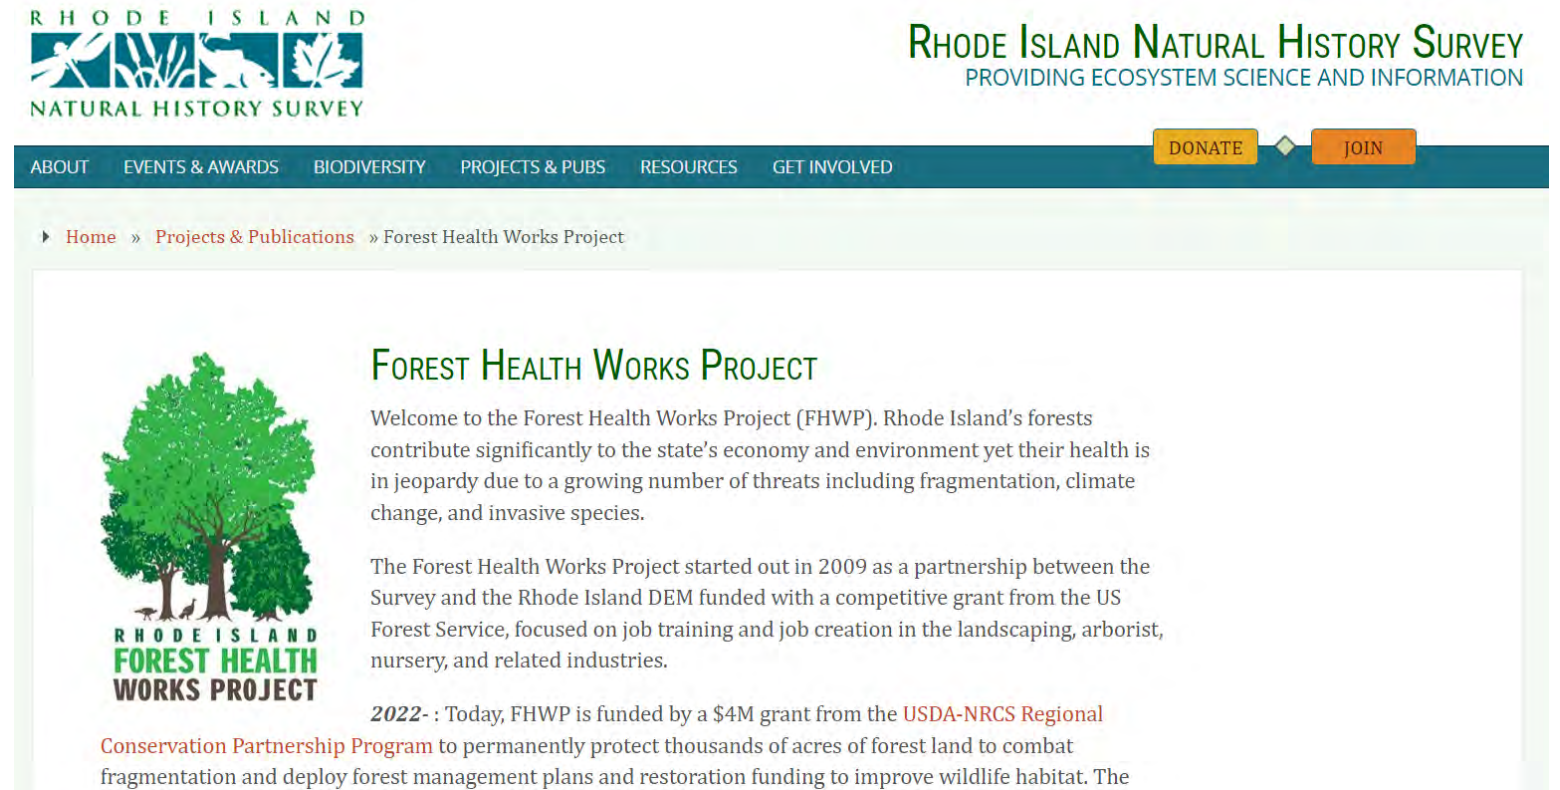 RHODE ISLAND
NATURAL HISTORY SURVEY
RHODE ISLAND NATURAL HISTORY SURVEY
PROVIDING ECOSYSTEM SCIENCE AND INFORMATION
DONATE JOIN
ABOUT EVENTS & AWARDS BIODIVERSITY PROJECTS & PUBS RESOURCES GET INVOLVED
Home » Projects & Publications » Forest Health Works Project
FOREST HEALTH WORKS PROJECT
Welcome to the Forest Health Works Project (FHWP). Rhode Island’s forests
contribute significantly to the state’s economy and environment yet their health is
in jeopardy due to a growing number of threats including fragmentation, climate
change, and invasive species.
The Forest Health Works Project started out in 2009 as a partnership between the
Survey and the Rhode Island DEM funded with a competitive grant from the US
Forest Service, focused on job training and job creation in the landscaping, arborist,
nursery, and related industries.
RHODE ISLAND
FOREST HEALTH
WORKS PROJECT
2022- : Today, FHWP is funded by a $4M grant from the USDA-NRCS Regional
Conservation Partnership Program to permanently protect thousands of acres of forest land to combat
fragmentation and deploy forest management plans and restoration funding to improve wildlife habitat. The